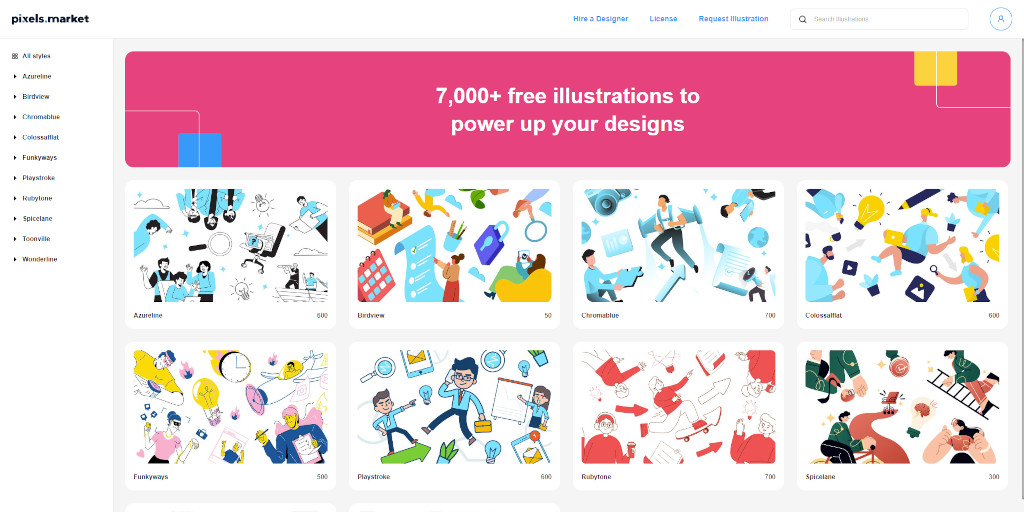 pixels.market
Hire a Designer
License
Request Illustration
Search illustrations
All styles
Azureline
Birdview
Chromablue
Colossalflat
Funkyways
Playstroke
Rubytone
Spicelane
Toonville
Wonderline
7,000+ free illustrations to
power up your designs
Azureline 600
Birdview 50
Chromablue 700
Colossalflat 600
Funkyways 500
Playstroke 600
Rubytone 700
Spicelane 300